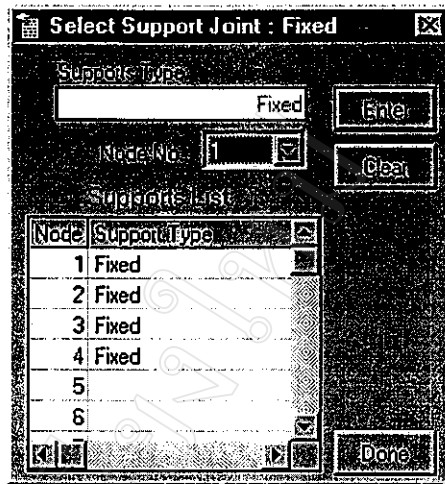 Select Support Joint : Fixed
Supports Type
Fixed
Enter
Node No.
1
Clear
Supports List
Node Support Type
1 Fixed
2 Fixed
3 Fixed
4 Fixed
5
6
Done